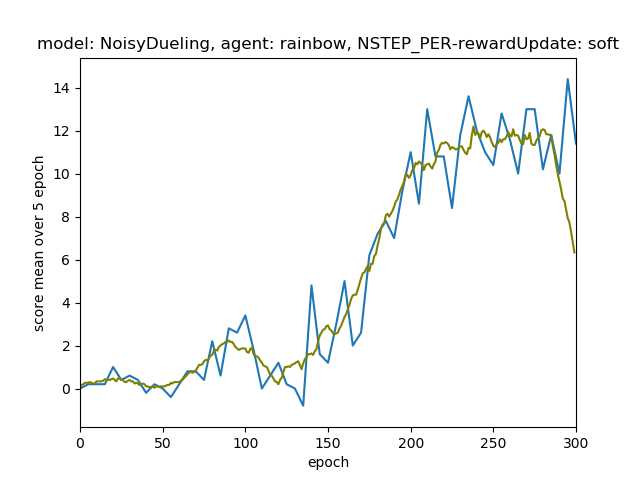 model: NoisyDueling, agent: rainbow, NSTEP_PER-rewardUpdate: soft
14
12
10
8
6
4
2
0
score mean over 5 epoch
0 50 100 150 200 250 300
epoch